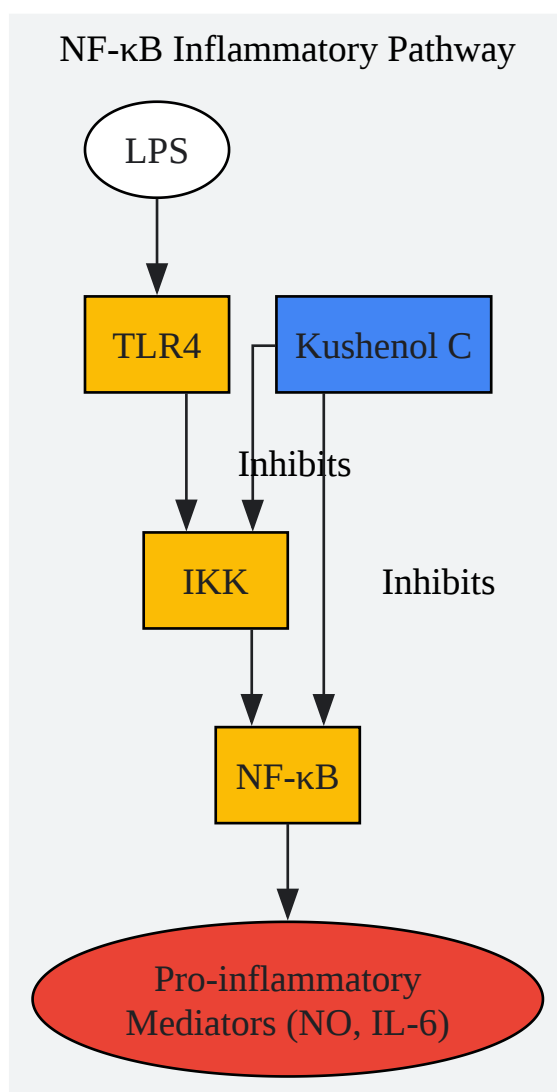 NF-κB Inflammatory Pathway
LPS
TLR4
Kushenol C
Inhibits
IKK
Inhibits
NF-κB
Pro-inflammatory
Mediators (NO, IL-6)